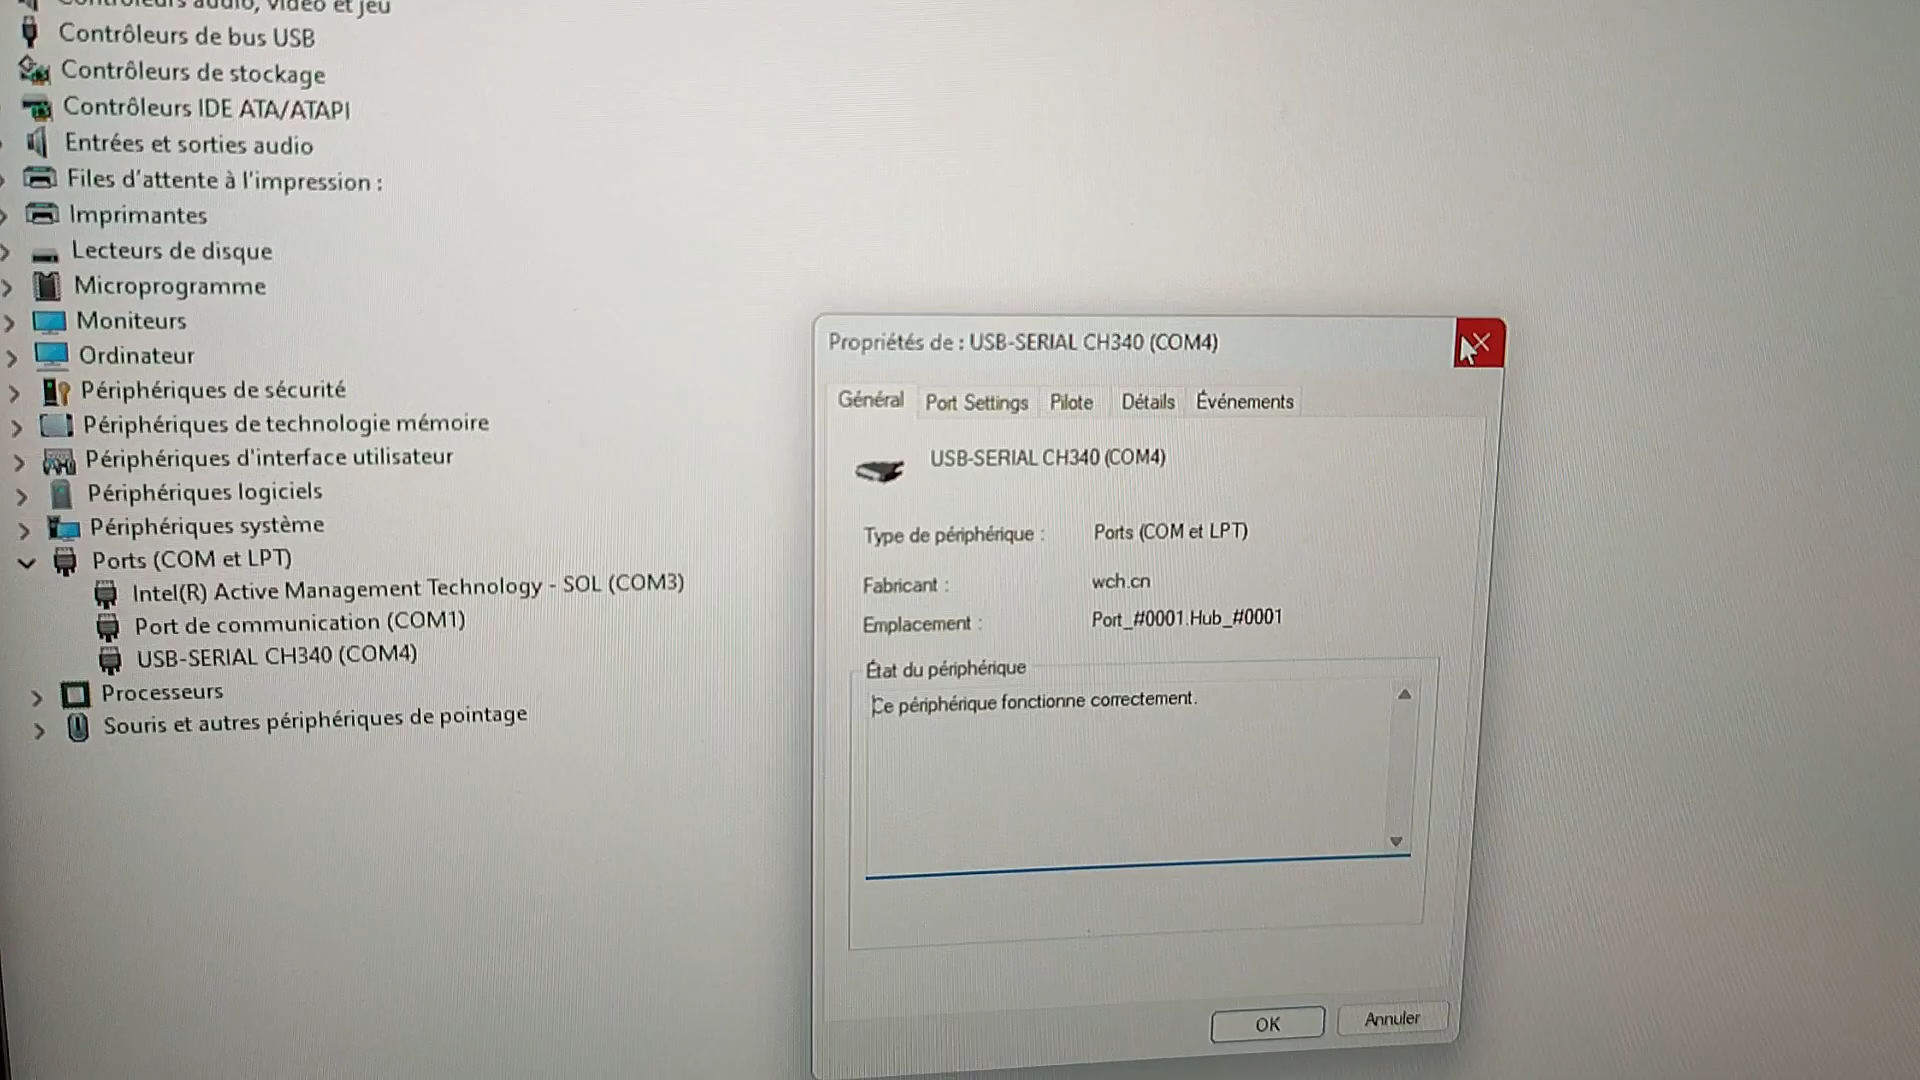 Contrôleurs audio, vidéo et jeu
Contrôleurs de bus USB
Contrôleurs de stockage
Contrôleurs IDE ATA/ATAPI
Entrées et sorties audio
Files d'attente à l'impression :
Imprimantes
Lecteurs de disque
Microprogramme
Moniteurs
Ordinateur
Périphériques de sécurité
Périphériques de technologie mémoire
Périphériques d'interface utilisateur
Périphériques logiciels
Périphériques système
Ports (COM et LPT)
Intel(R) Active Management Technology - SOL (COM3)
Port de communication (COM1)
USB-SERIAL CH340 (COM4)
Processeurs
Souris et autres périphériques de pointage
Propriétés de : USB-SERIAL CH340 (COM4)
Général Port Settings Pilote Détails Événements
USB-SERIAL CH340 (COM4)
Type de périphérique : Ports (COM et LPT)
Fabricant : wch.cn
Emplacement : Port_#0001.Hub_#0001
État du périphérique
Ce périphérique fonctionne correctement.
OK Annuler